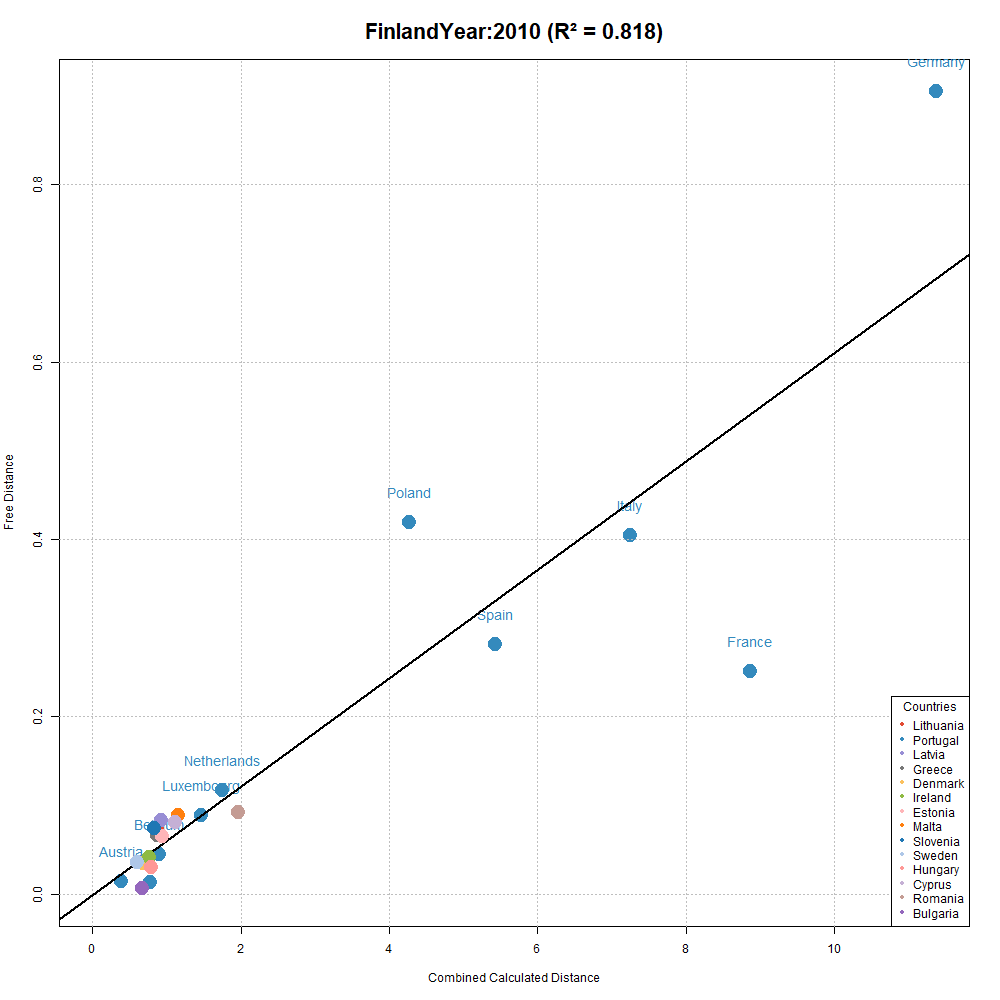 FinlandYear:2010 (R² = 0.818)
Germany
Poland
Italy
Spain
France
Netherlands
Luxembourg
Belgium
Austria
Free Distance
0.0
0.2
0.4
0.6
0.8
0
2
4
6
8
10
Combined Calculated Distance
Countries
Lithuania
Portugal
Latvia
Greece
Denmark
Ireland
Estonia
Malta
Slovenia
Sweden
Hungary
Cyprus
Romania
Bulgaria